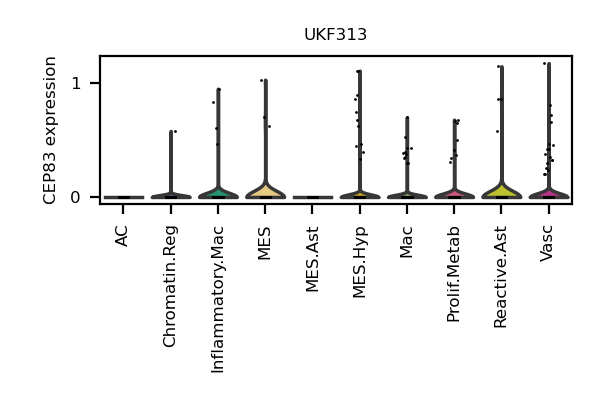 UKF313
CEP83 expression
1
0
AC
Chromatin.Reg
Inflammatory.Mac
MES
MES.Ast
MES.Hyp
Mac
Prolif.Metab
Reactive.Ast
Vasc